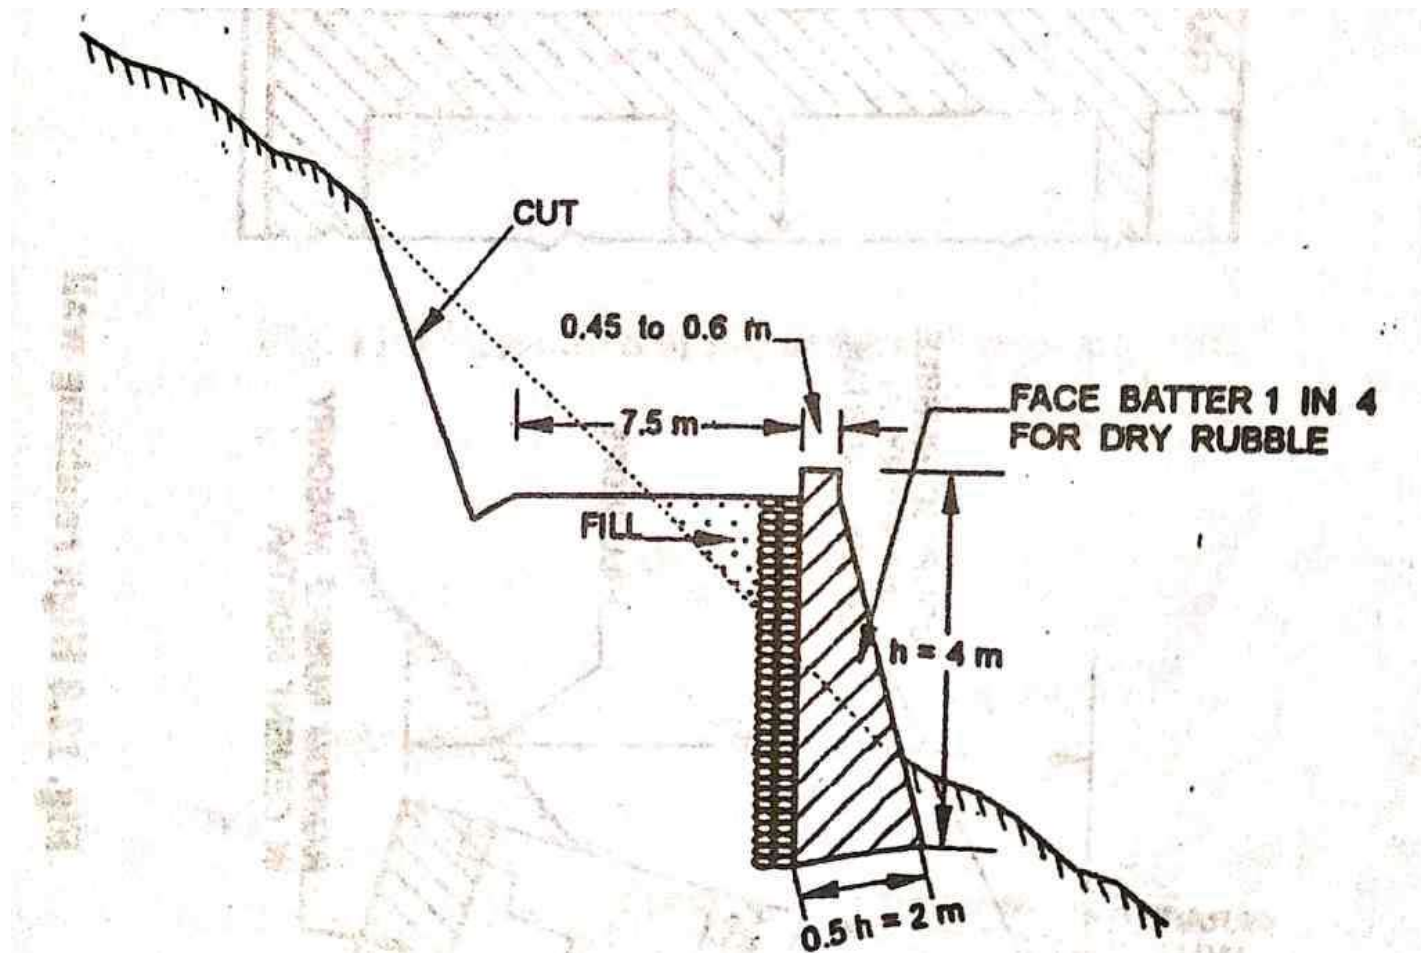 CUT
0.45 to 0.6 m
7.5 m
FACE BATTER 1 IN 4
FOR DRY RUBBLE
FILL
h = 4 m
0.5 h = 2 m